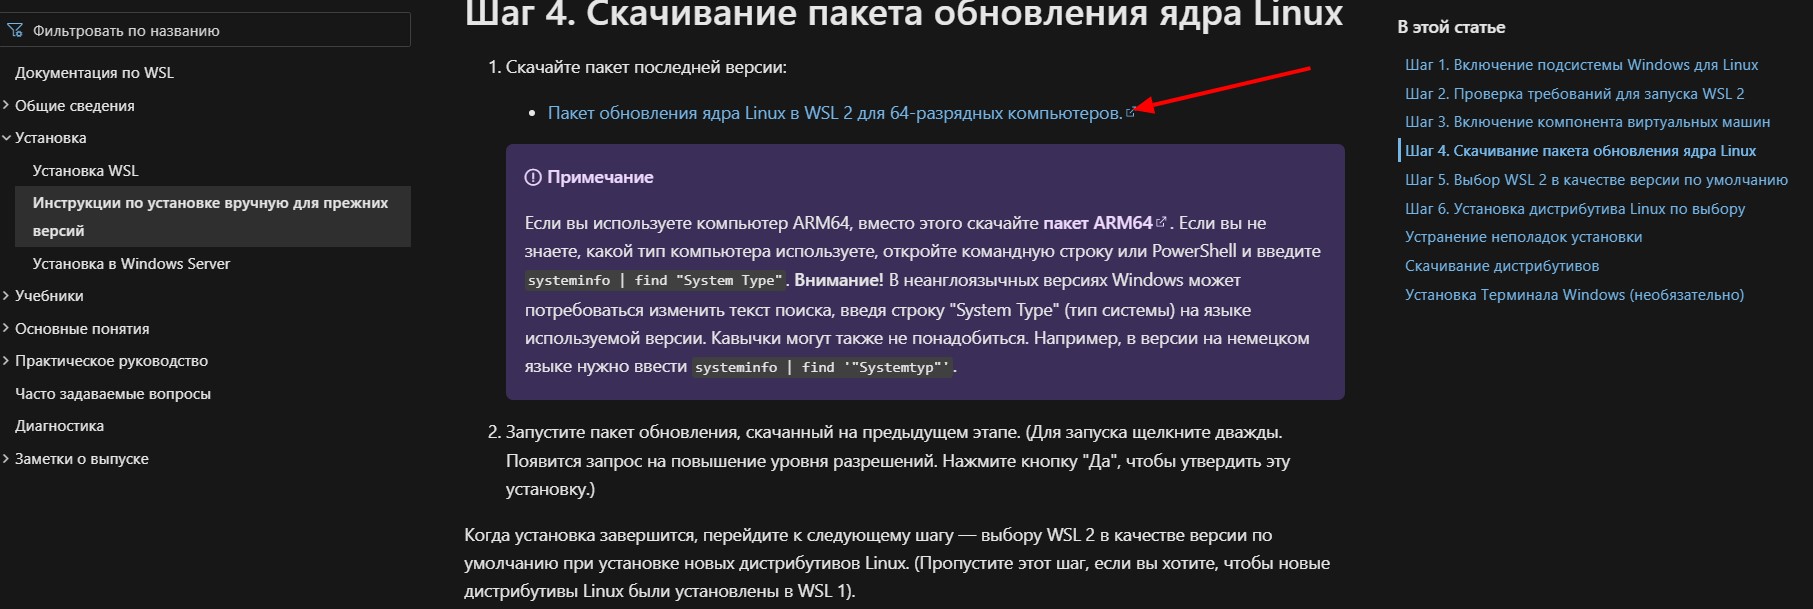 Фильтровать по названию
Документация по WSL
Общие сведения
Установка
Установка WSL
Инструкции по установке вручную для прежних
версий
Установка в Windows Server
Учебники
Основные понятия
Практическое руководство
Часто задаваемые вопросы
Диагностика
Заметки о выпуске
Шаг 4. Скачивание пакета обновления ядра Linux
1. Скачайте пакет последней версии:
• Пакет обновления ядра Linux в WSL 2 для 64-разрядных компьютеров.
Примечание
Если вы используете компьютер ARM64, вместо этого скачайте пакет ARM64. Если вы не
знаете, какой тип компьютера используете, откройте командную строку или PowerShell и введите
systeminfo | find "System Type". Внимание! В неанглоязычных версиях Windows может
потребоваться изменить текст поиска, введя строку "System Type" (тип системы) на языке
используемой версии. Кавычки могут также не понадобиться. Например, в версии на немецком
языке нужно ввести systeminfo | find '"Systemtyp"'.
2. Запустите пакет обновления, скачанный на предыдущем этапе. (Для запуска щелкните дважды.
Появится запрос на повышение уровня разрешений. Нажмите кнопку "Да", чтобы утвердить эту
установку.)
Когда установка завершится, перейдите к следующему шагу — выбору WSL 2 в качестве версии по
умолчанию при установке новых дистрибутивов Linux. (Пропустите этот шаг, если вы хотите, чтобы новые
дистрибутивы Linux были установлены в WSL 1).
В этой статье
Шаг 1. Включение подсистемы Windows для Linux
Шаг 2. Проверка требований для запуска WSL 2
Шаг 3. Включение компонента виртуальных машин
Шаг 4. Скачивание пакета обновления ядра Linux
Шаг 5. Выбор WSL 2 в качестве версии по умолчанию
Шаг 6. Установка дистрибутива Linux по выбору
Устранение неполадок установки
Скачивание дистрибутивов
Установка Терминала Windows (необязательно)